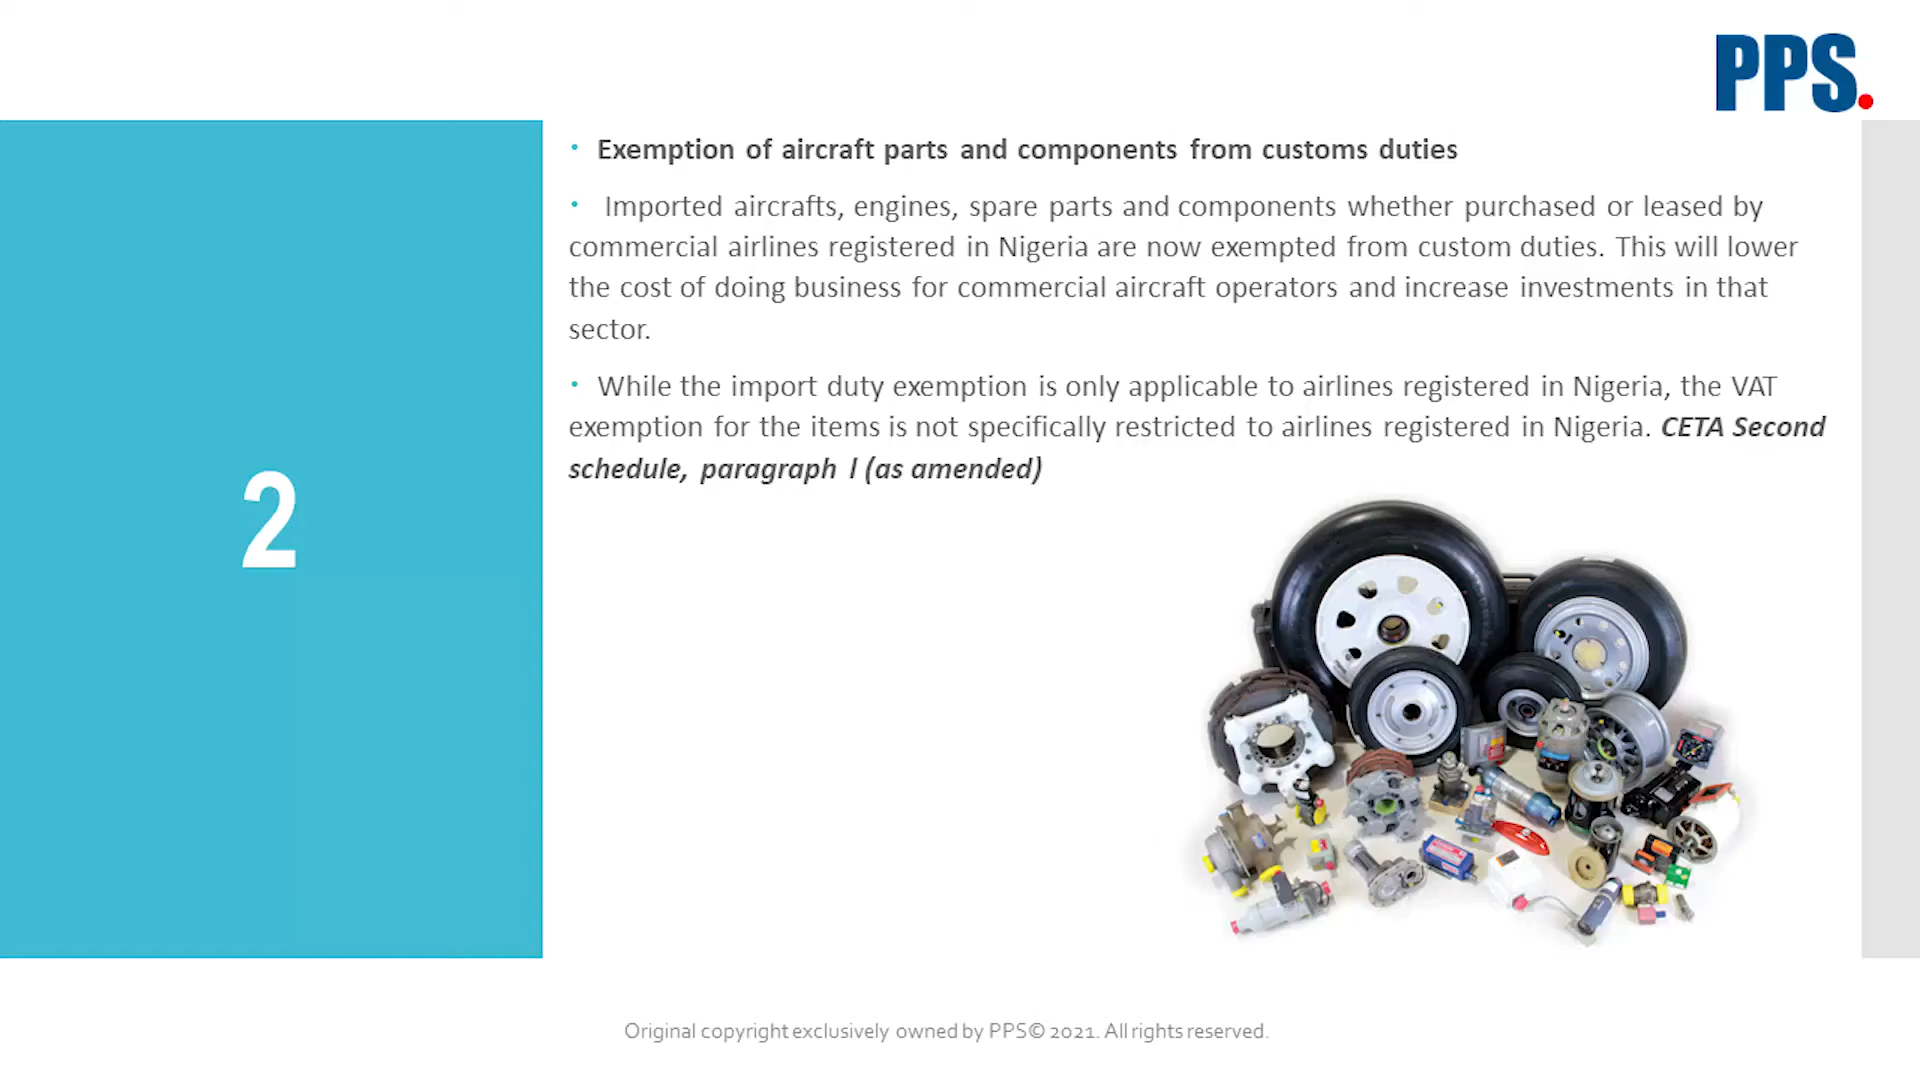 PPS.
• Exemption of aircraft parts and components from customs duties
• Imported aircrafts, engines, spare parts and components whether purchased or leased by
commercial airlines registered in Nigeria are now exempted from custom duties. This will lower
the cost of doing business for commercial aircraft operators and increase investments in that
sector.
• While the import duty exemption is only applicable to airlines registered in Nigeria, the VAT
exemption for the items is not specifically restricted to airlines registered in Nigeria. CETA Second
schedule, paragraph l (as amended)
2
Original copyright exclusively owned by PPS© 2021. All rights reserved.